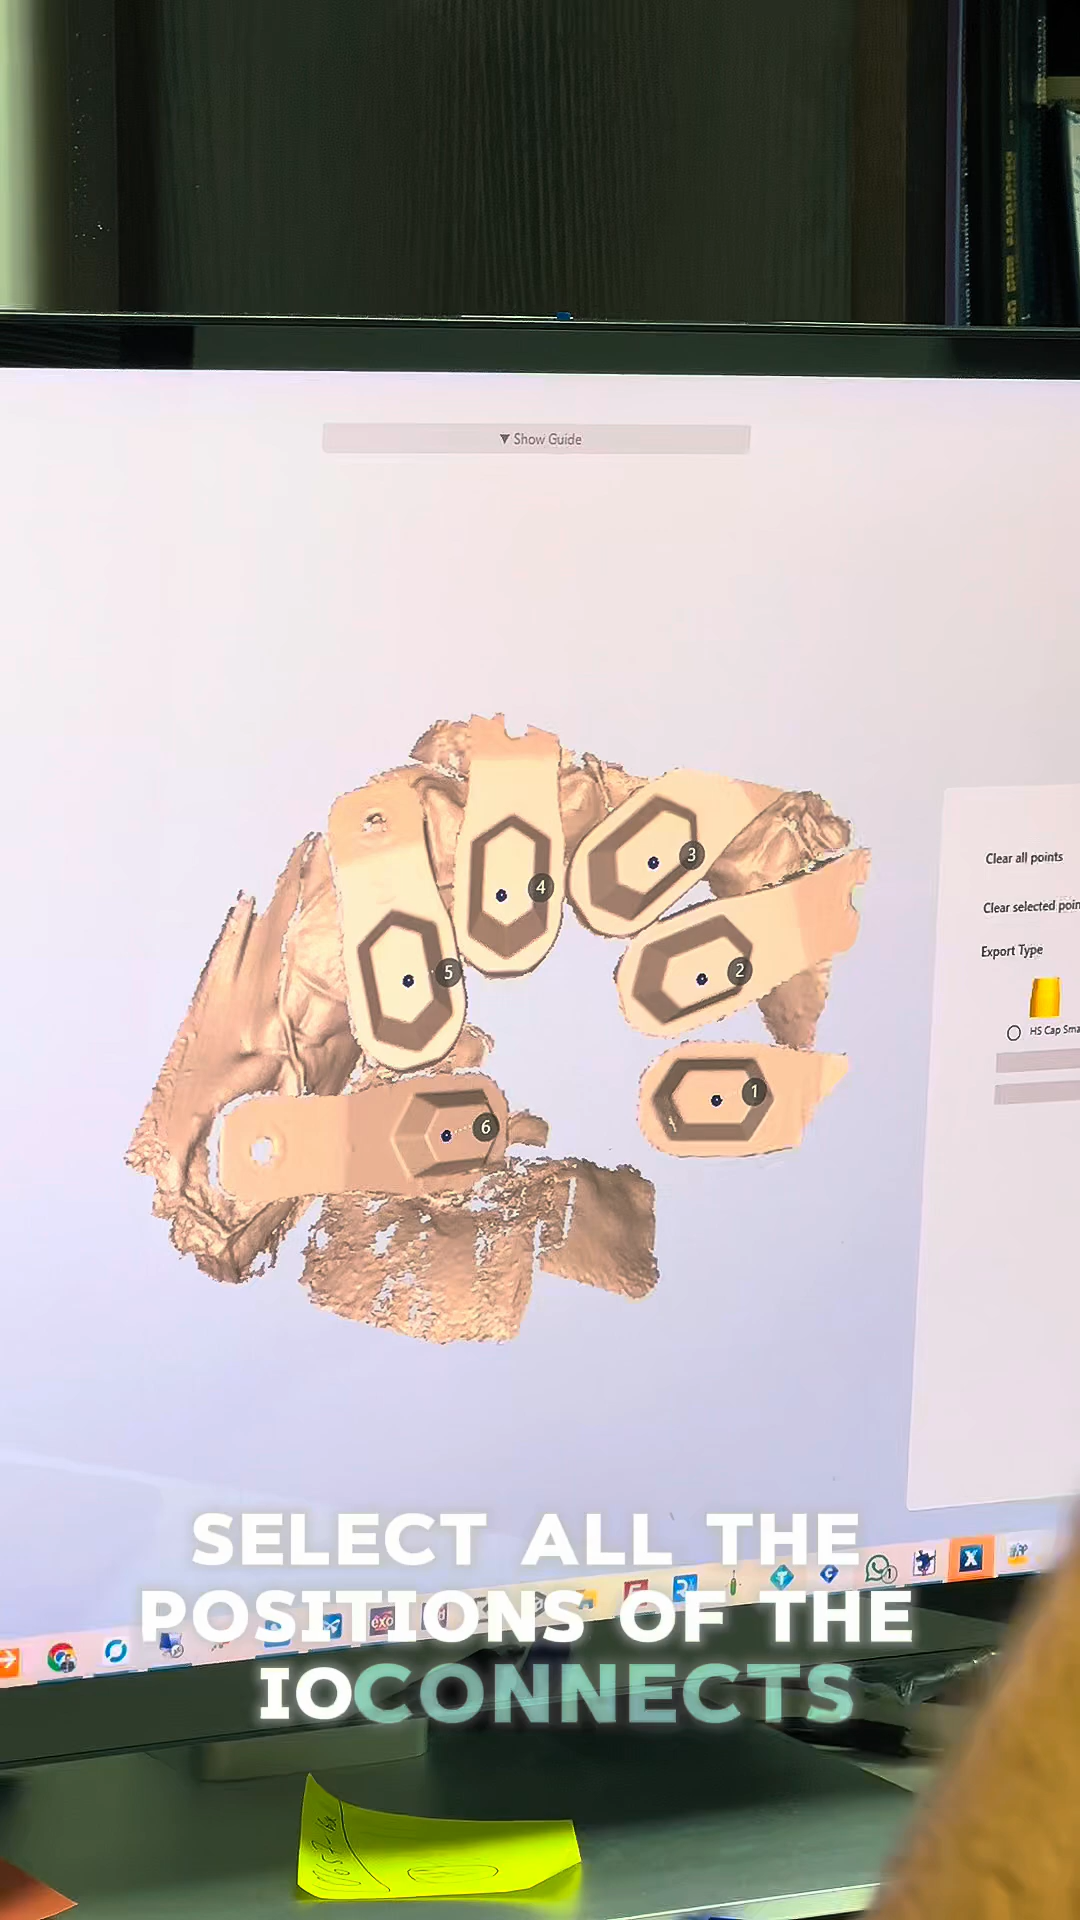 ▼ Show Guide
3
4
2
5
1
6
Clear all points
Clear selected poin
Export Type
HS Cap Sma
SELECT ALL THE
POSITIONS OF THE
IOCONNECTS
exo
X